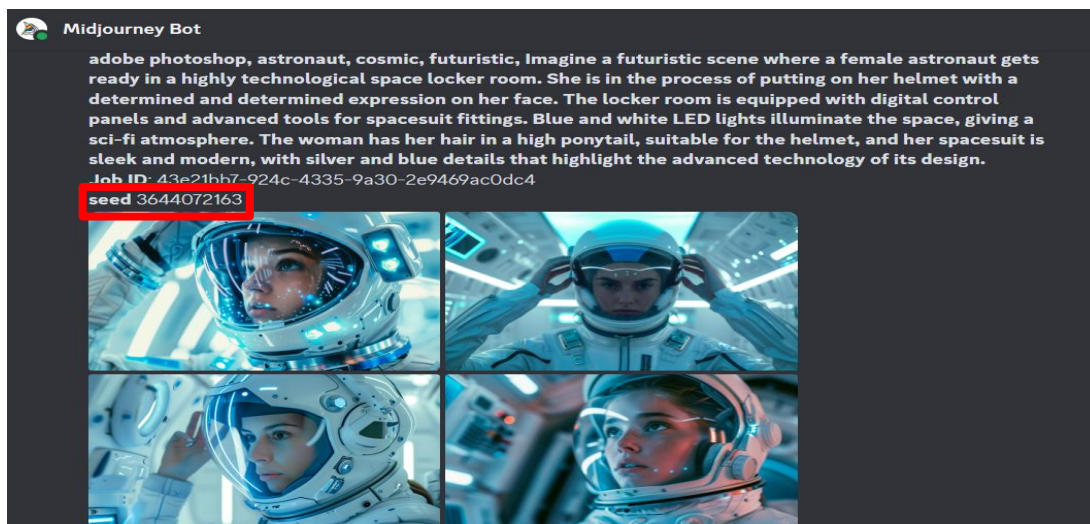 Midjourney Bot
adobe photoshop, astronaut, cosmic, futuristic, Imagine a futuristic scene where a female astronaut gets
ready in a highly technological space locker room. She is in the process of putting on her helmet with a
determined and determined expression on her face. The locker room is equipped with digital control
panels and advanced tools for spacesuit fittings. Blue and white LED lights illuminate the space, giving a
sci-fi atmosphere. The woman has her hair in a high ponytail, suitable for the helmet, and her spacesuit is
sleek and modern, with silver and blue details that highlight the advanced technology of its design.
Job ID: 43e21bb7-924c-4335-9a30-2e9469ac0dc4
seed 3644072163